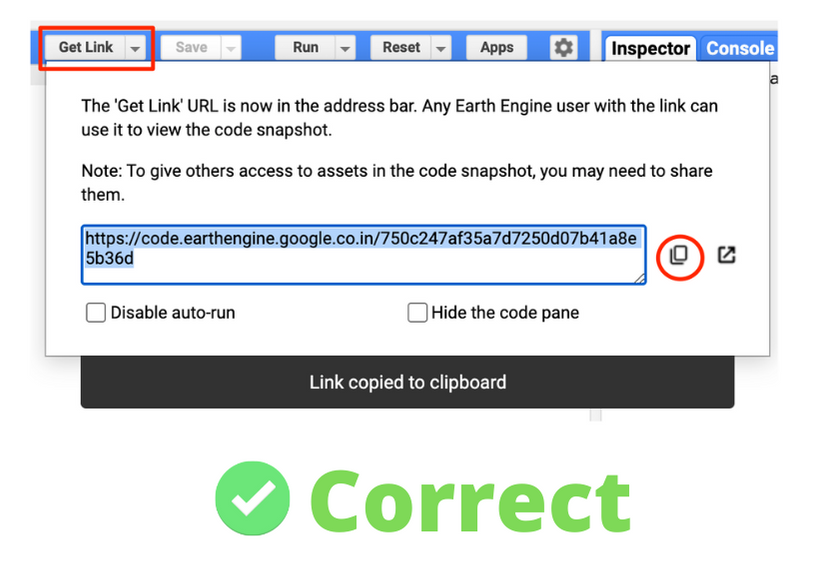 Get Link Save Run Reset Apps Inspector Console
a
The 'Get Link' URL is now in the address bar. Any Earth Engine user with the link can
use it to view the code snapshot.
Note: To give others access to assets in the code snapshot, you may need to share
them.
https://code.earthengine.google.co.in/750c247af35a7d7250d07b41a8e
5b36d
Disable auto-run Hide the code pane
Link copied to clipboard
Correct